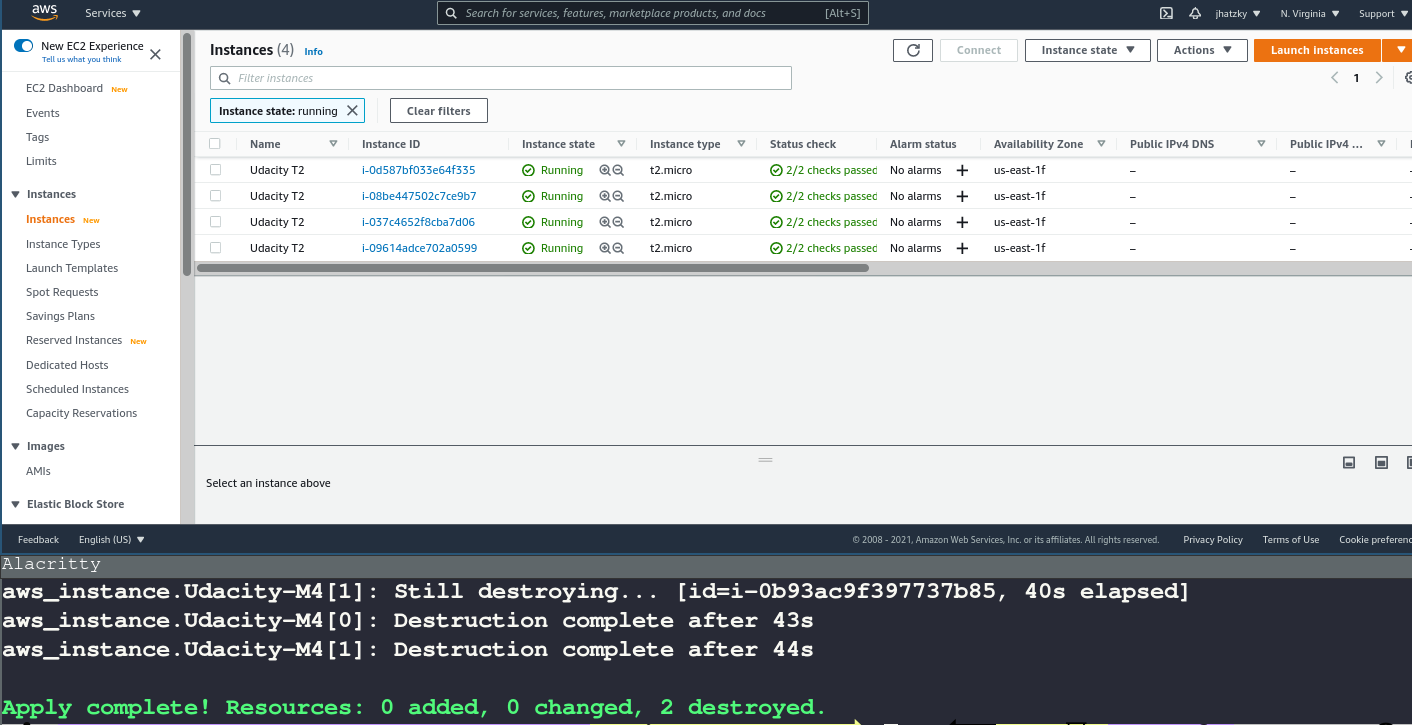 aws Services ▼ Search for services, features, marketplace products, and docs [Alt+S] jhatzky ▼ N. Virginia ▼ Support ▼
New EC2 Experience
Tell us what you think
EC2 Dashboard New
Events
Tags
Limits
Instances
Instances New
Instance Types
Launch Templates
Spot Requests
Savings Plans
Reserved Instances New
Dedicated Hosts
Scheduled Instances
Capacity Reservations
Images
AMIs
Elastic Block Store
Instances (4) Info
Connect Instance state Actions Launch instances
Filter instances
1
Instance state: running Clear filters
Name Instance ID Instance state Instance type Status check Alarm status Availability Zone Public IPv4 DNS Public IPv4 ...
Udacity T2 i-0d587bf033e64f335 Running t2.micro 2/2 checks passed No alarms + us-east-1f – –
Udacity T2 i-08be447502c7ce9b7 Running t2.micro 2/2 checks passed No alarms + us-east-1f – –
Udacity T2 i-037c4652f8cba7d06 Running t2.micro 2/2 checks passed No alarms + us-east-1f – –
Udacity T2 i-09614adce702a0599 Running t2.micro 2/2 checks passed No alarms + us-east-1f – –
Select an instance above
Feedback English (US) ▼ © 2008 - 2021, Amazon Web Services, Inc. or its affiliates. All rights reserved. Privacy Policy Terms of Use Cookie preferenc
Alacritty
aws_instance.Udacity-M4[1]: Still destroying... [id=i-0b93ac9f397737b85, 40s elapsed]
aws_instance.Udacity-M4[0]: Destruction complete after 43s
aws_instance.Udacity-M4[1]: Destruction complete after 44s
Apply complete! Resources: 0 added, 0 changed, 2 destroyed.